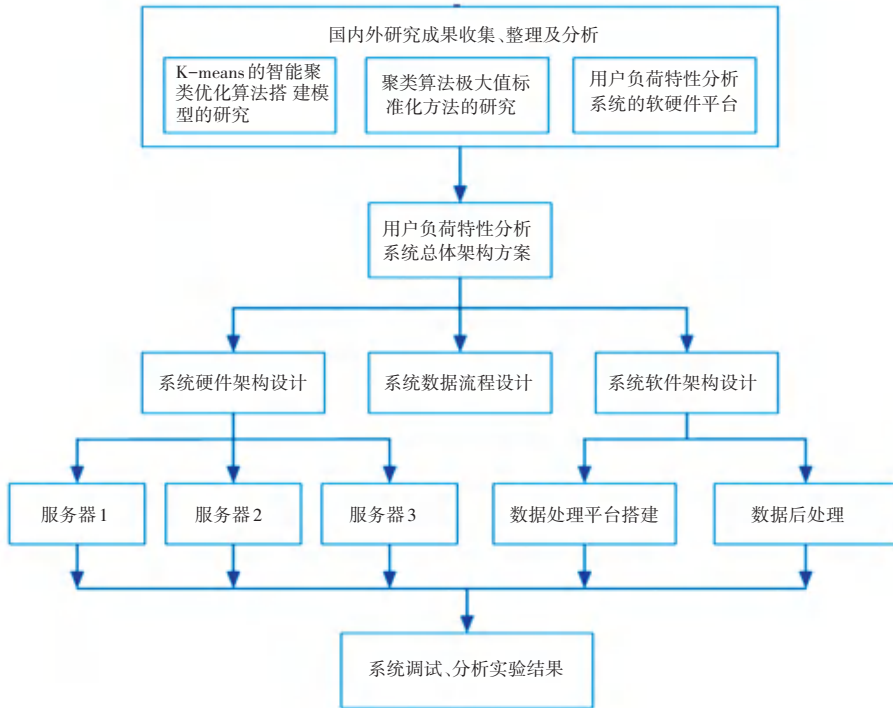 国内外研究成果收集、整理及分析
K-means的智能聚
类优化算法搭 建模
型的研究
聚类算法极大值标
准化方法的研究
用户负荷特性分析
系统的软硬件平台
用户负荷特性分析
系统总体架构方案
系统硬件架构设计
系统数据流程设计
系统软件架构设计
服务器1
服务器2
服务器3
数据处理平台搭建
数据后处理
系统调试、分析实验结果